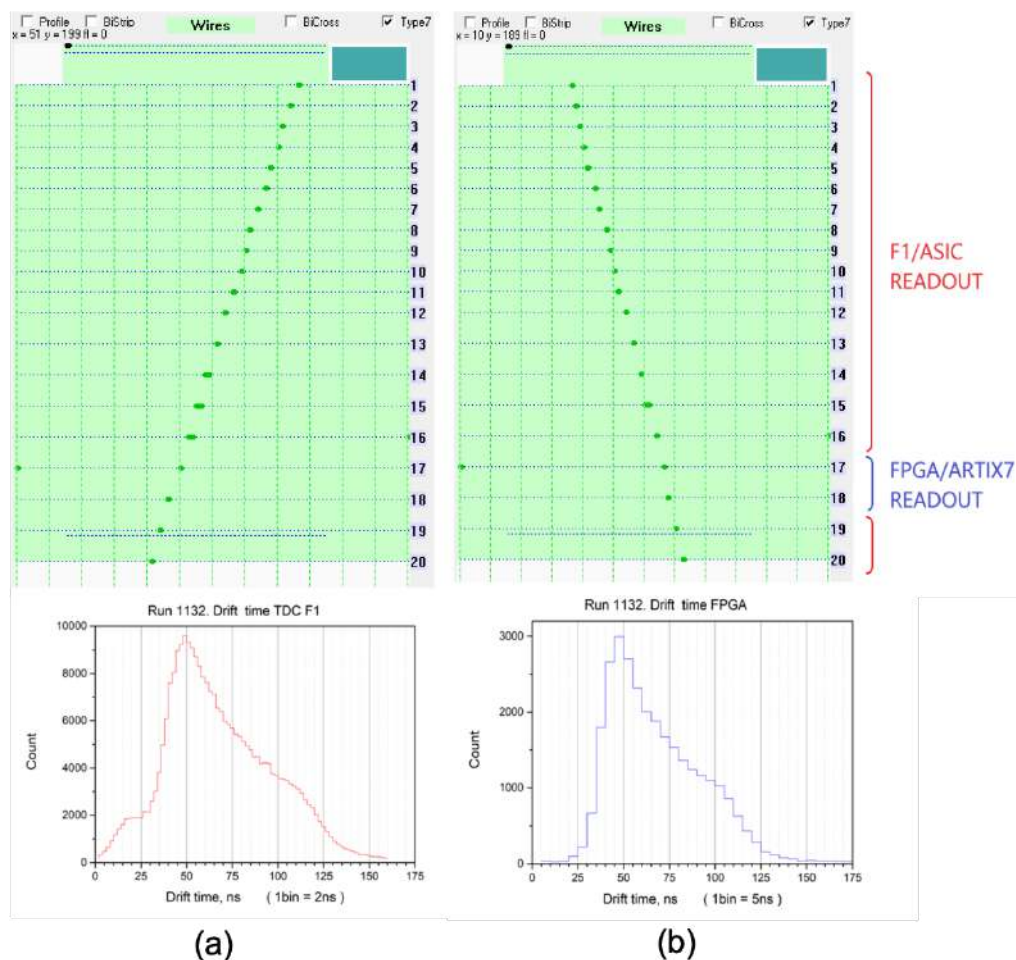 Profile BiStrip Wires BiCross Type7
x = 51 y = 199 fl = 0
1
2
3
4
5
6
7
8
9
10
11
12
13
14
15
16
17
18
19
20
Profile BiStrip Wires BiCross Type7
x = 10 y = 189 fl = 0
1
2
3
4
5
6
7
8
9
10
11
12
13
14
15
16
17
18
19
20
F1/ASIC
READOUT
FPGA/ARTIX7
READOUT
Run 1132. Drift time TDC F1
10000
8000
6000
4000
2000
0
Count
0 25 50 75 100 125 150 175
Drift time, ns ( 1bin = 2ns )
(a)
Run 1132. Drift time FPGA
3000
2000
1000
0
Count
0 25 50 75 100 125 150 175
Drift time, ns ( 1bin = 5ns )
(b)